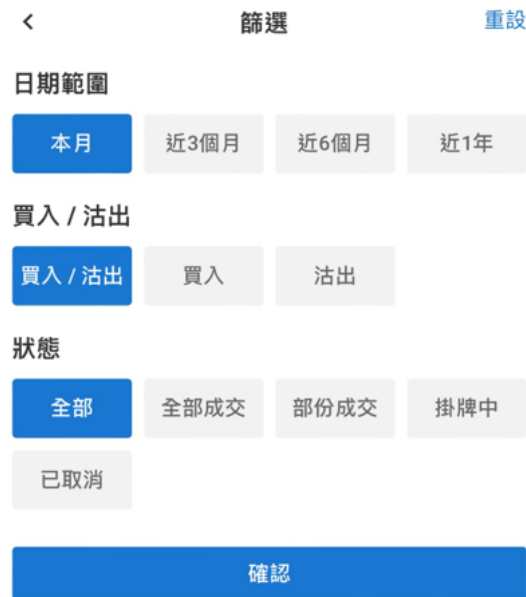 篩選 重設
日期範圍
本月 近3個月 近6個月 近1年
買入 / 沽出
買入 / 沽出 買入 沽出
狀態
全部 全部成交 部份成交 掛牌中
已取消
確認